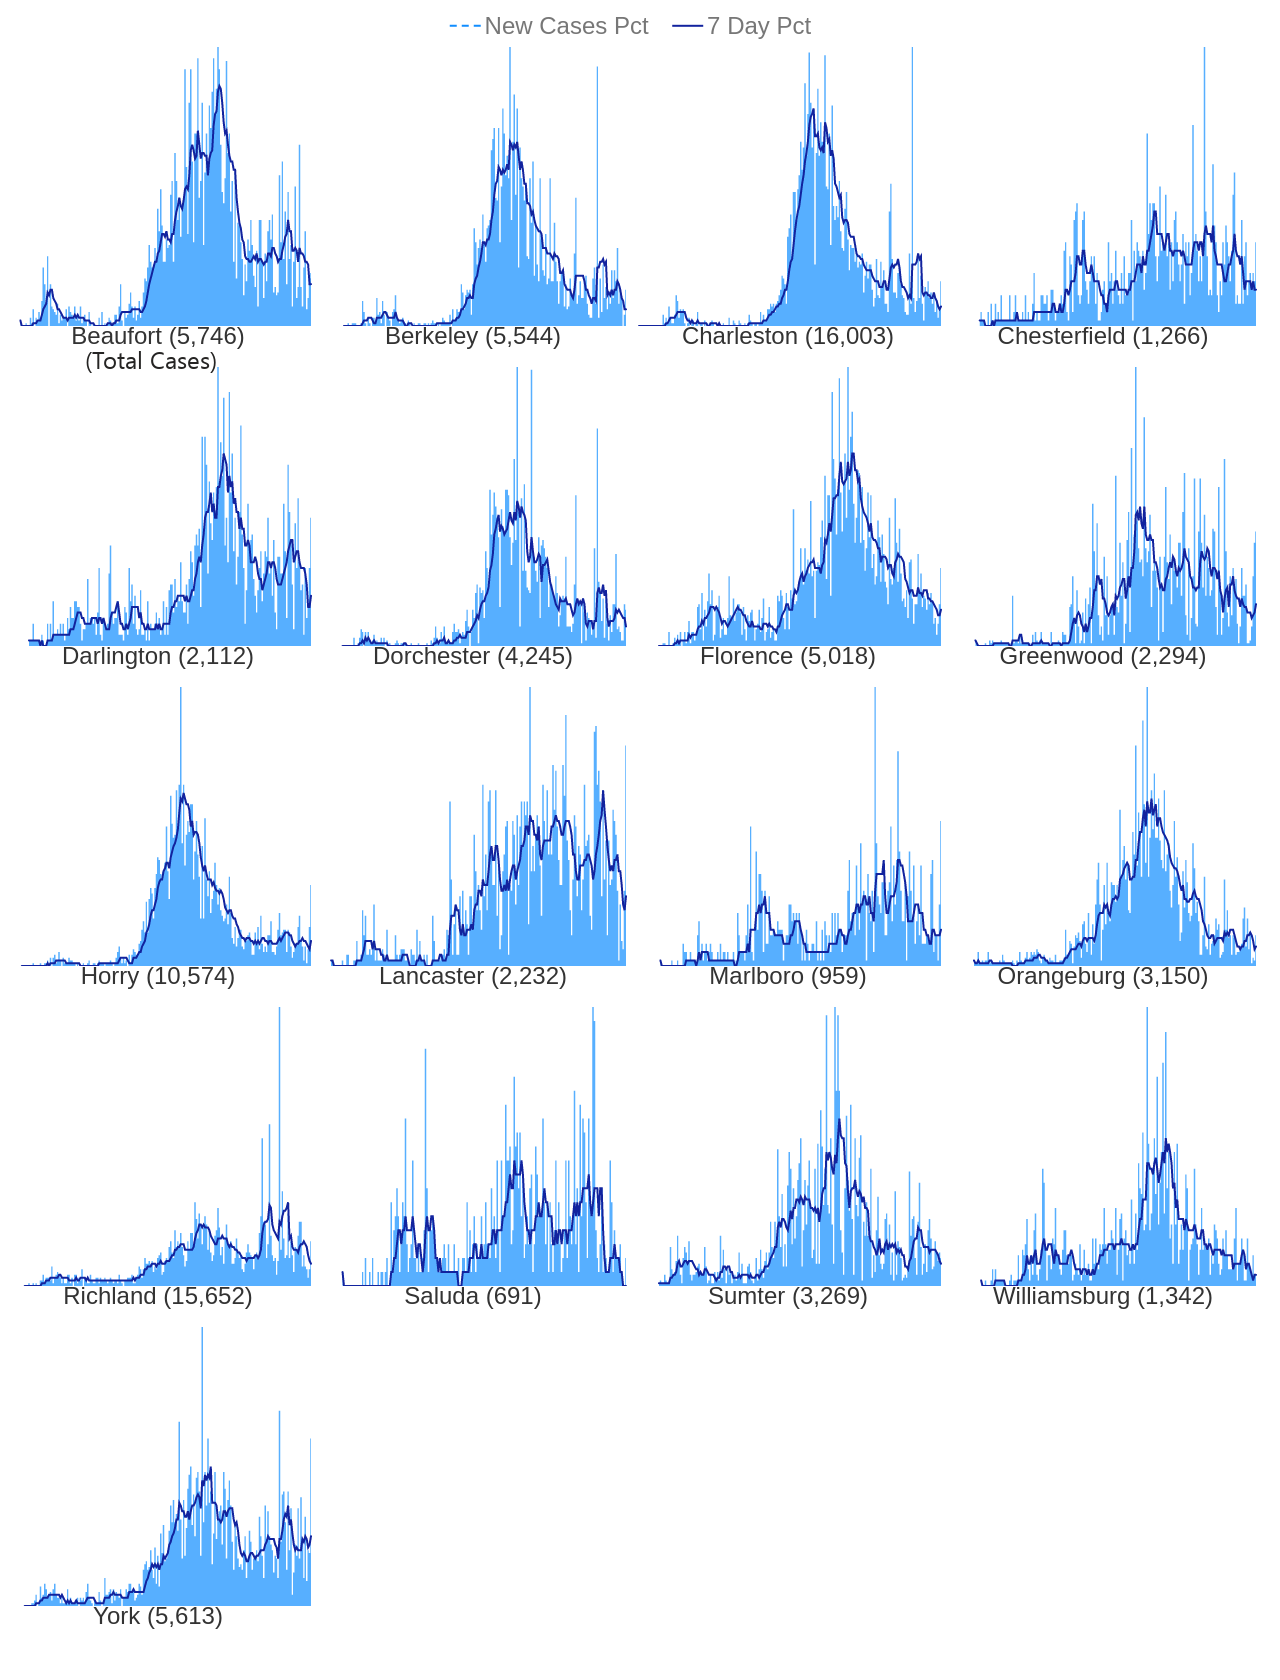 New Cases Pct 7 Day Pct
Beaufort (5,746) Berkeley (5,544) Charleston (16,003) Chesterfield (1,266)
(Total Cases)
Darlington (2,112) Dorchester (4,245) Florence (5,018) Greenwood (2,294)
Horry (10,574) Lancaster (2,232) Marlboro (959) Orangeburg (3,150)
Richland (15,652) Saluda (691) Sumter (3,269) Williamsburg (1,342)
York (5,613)